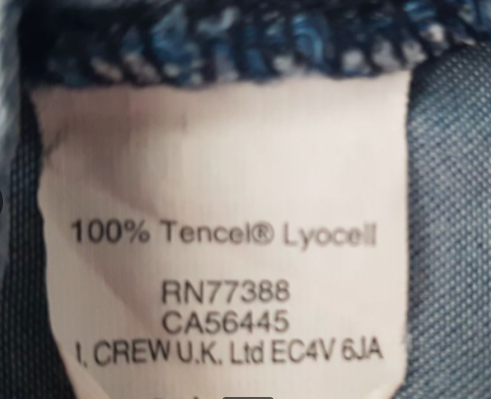 100% Tencel® Lyocell
RN77388
CA56445
J. CREW U.K. Ltd EC4V 6JA